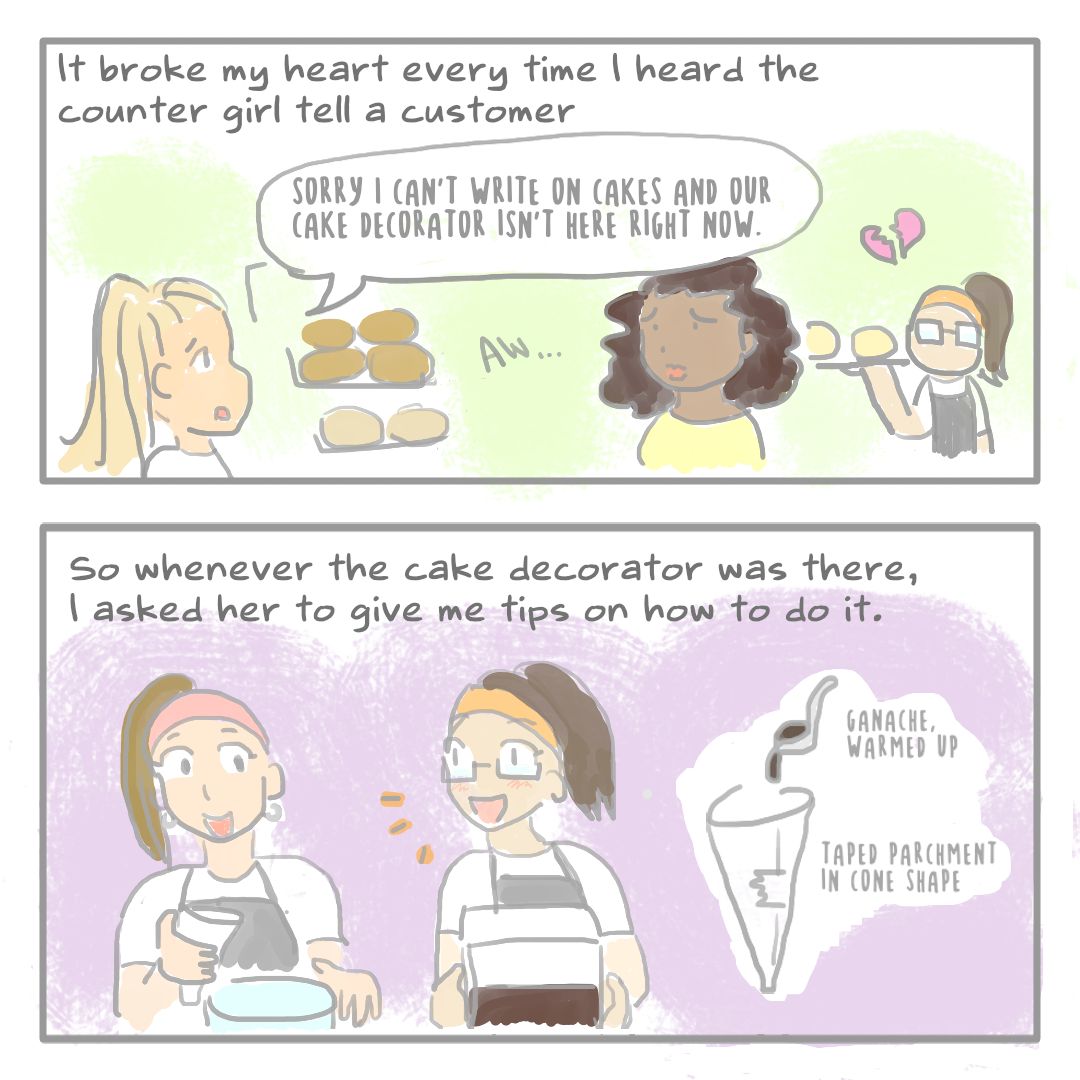 It broke my heart every time I heard the
counter girl tell a customer
SORRY I CAN'T WRITE ON CAKES AND OUR
CAKE DECORATOR ISN'T HERE RIGHT NOW.
AW...
So whenever the cake decorator was there,
I asked her to give me tips on how to do it.
GANACHE,
WARMED UP
TAPED PARCHMENT
IN CONE SHAPE